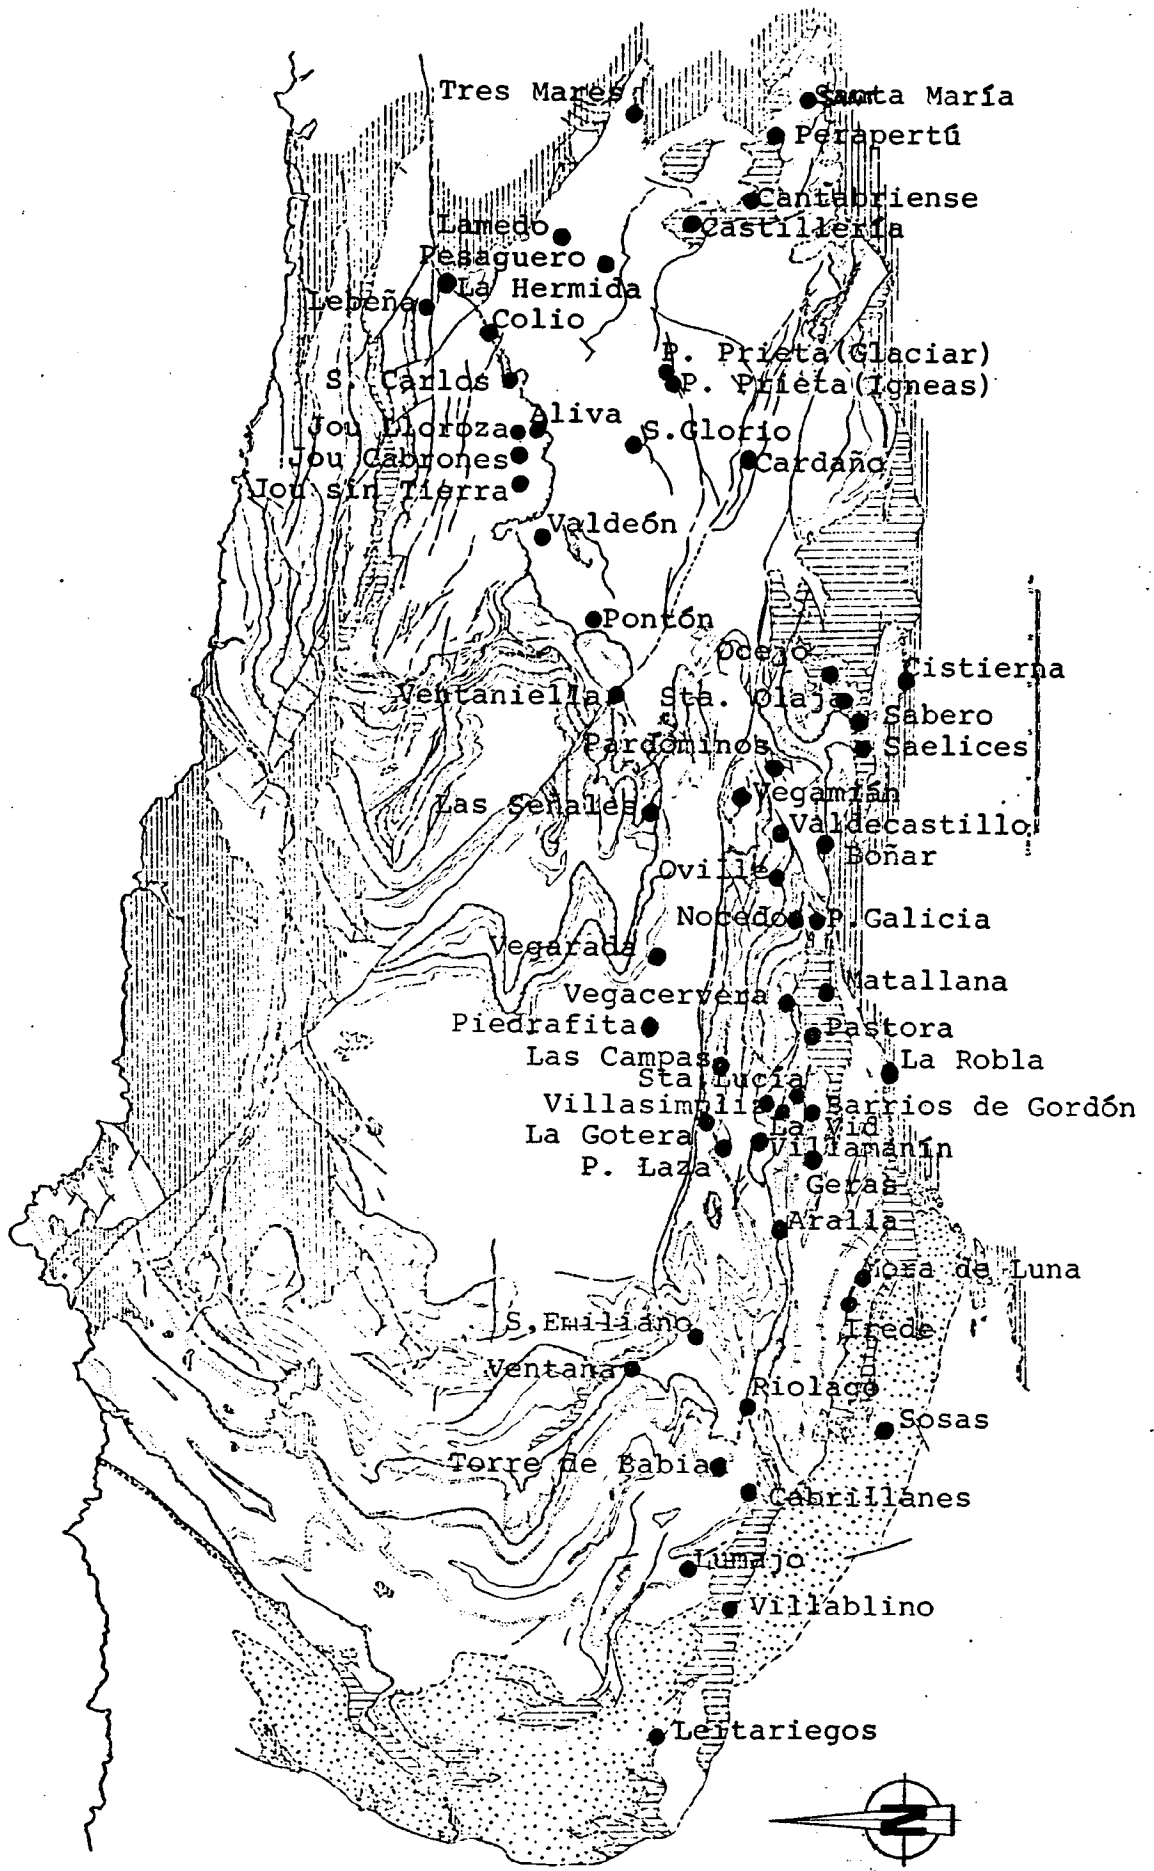 Tres Mares
Santa María
Perapertú
Cantabriense
Castillería
Lamedo
Pesaguero
La Hermida
Lebeña
Colio
P. Prieta(Glaciar)
S. Carlos
P. Prieta(Igneas)
Aliva
Jou Lloroza
S.Glorio
Jou Cabrones
Cardaño
Jou sin Tierra
Valdeón
Pontón
Ocejo
Cistierna
Ventaniella
Sta. Olaja
Sabero
Pardominos
Saelices
Vegamián
Las Señales
Valdecastillo
Boñar
Oville
Nocedo
P.Galicia
Vegarada
Matallana
Vegacervera
Piedrafita
Pastora
Las Campas
La Robla
Sta.Lucía
Villasimpliz
Barrios de Gordón
La Vid
La Gotera
Villamanín
P. Laza
Geras
Aralla
Mora de Luna
S.Emiliano
Irede
Ventana
Riolago
Sosas
Torre de Babia
Cabrillanes
Lumajo
Villablino
Leitariegos
N